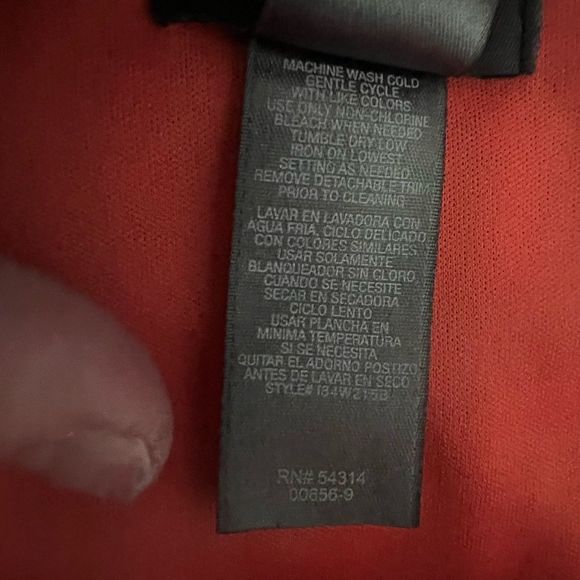 MACHINE WASH COLD
GENTLE CYCLE
WITH LIKE COLORS
USE ONLY NON-CHLORINE
BLEACH WHEN NEEDED
TUMBLE DRY LOW
IRON ON LOWEST
SETTING AS NEEDED
REMOVE DETACHABLE TRIM
PRIOR TO CLEANING
LAVAR EN LAVADORA CON
AGUA FRIA, CICLO DELICADO
CON COLORES SIMILARES
USAR SOLAMENTE
BLANQUEADOR SIN CLORO,
CUANDO SE NECESITE
SECAR EN SECADORA
CICLO LENTO
USAR PLANCHA EN
MINIMA TEMPERATURA
SI SE NECESITA
QUITAR EL ADORNO POSTIZO
ANTES DE LAVAR EN SECO
STYLE#
RN# 54314
00656-9